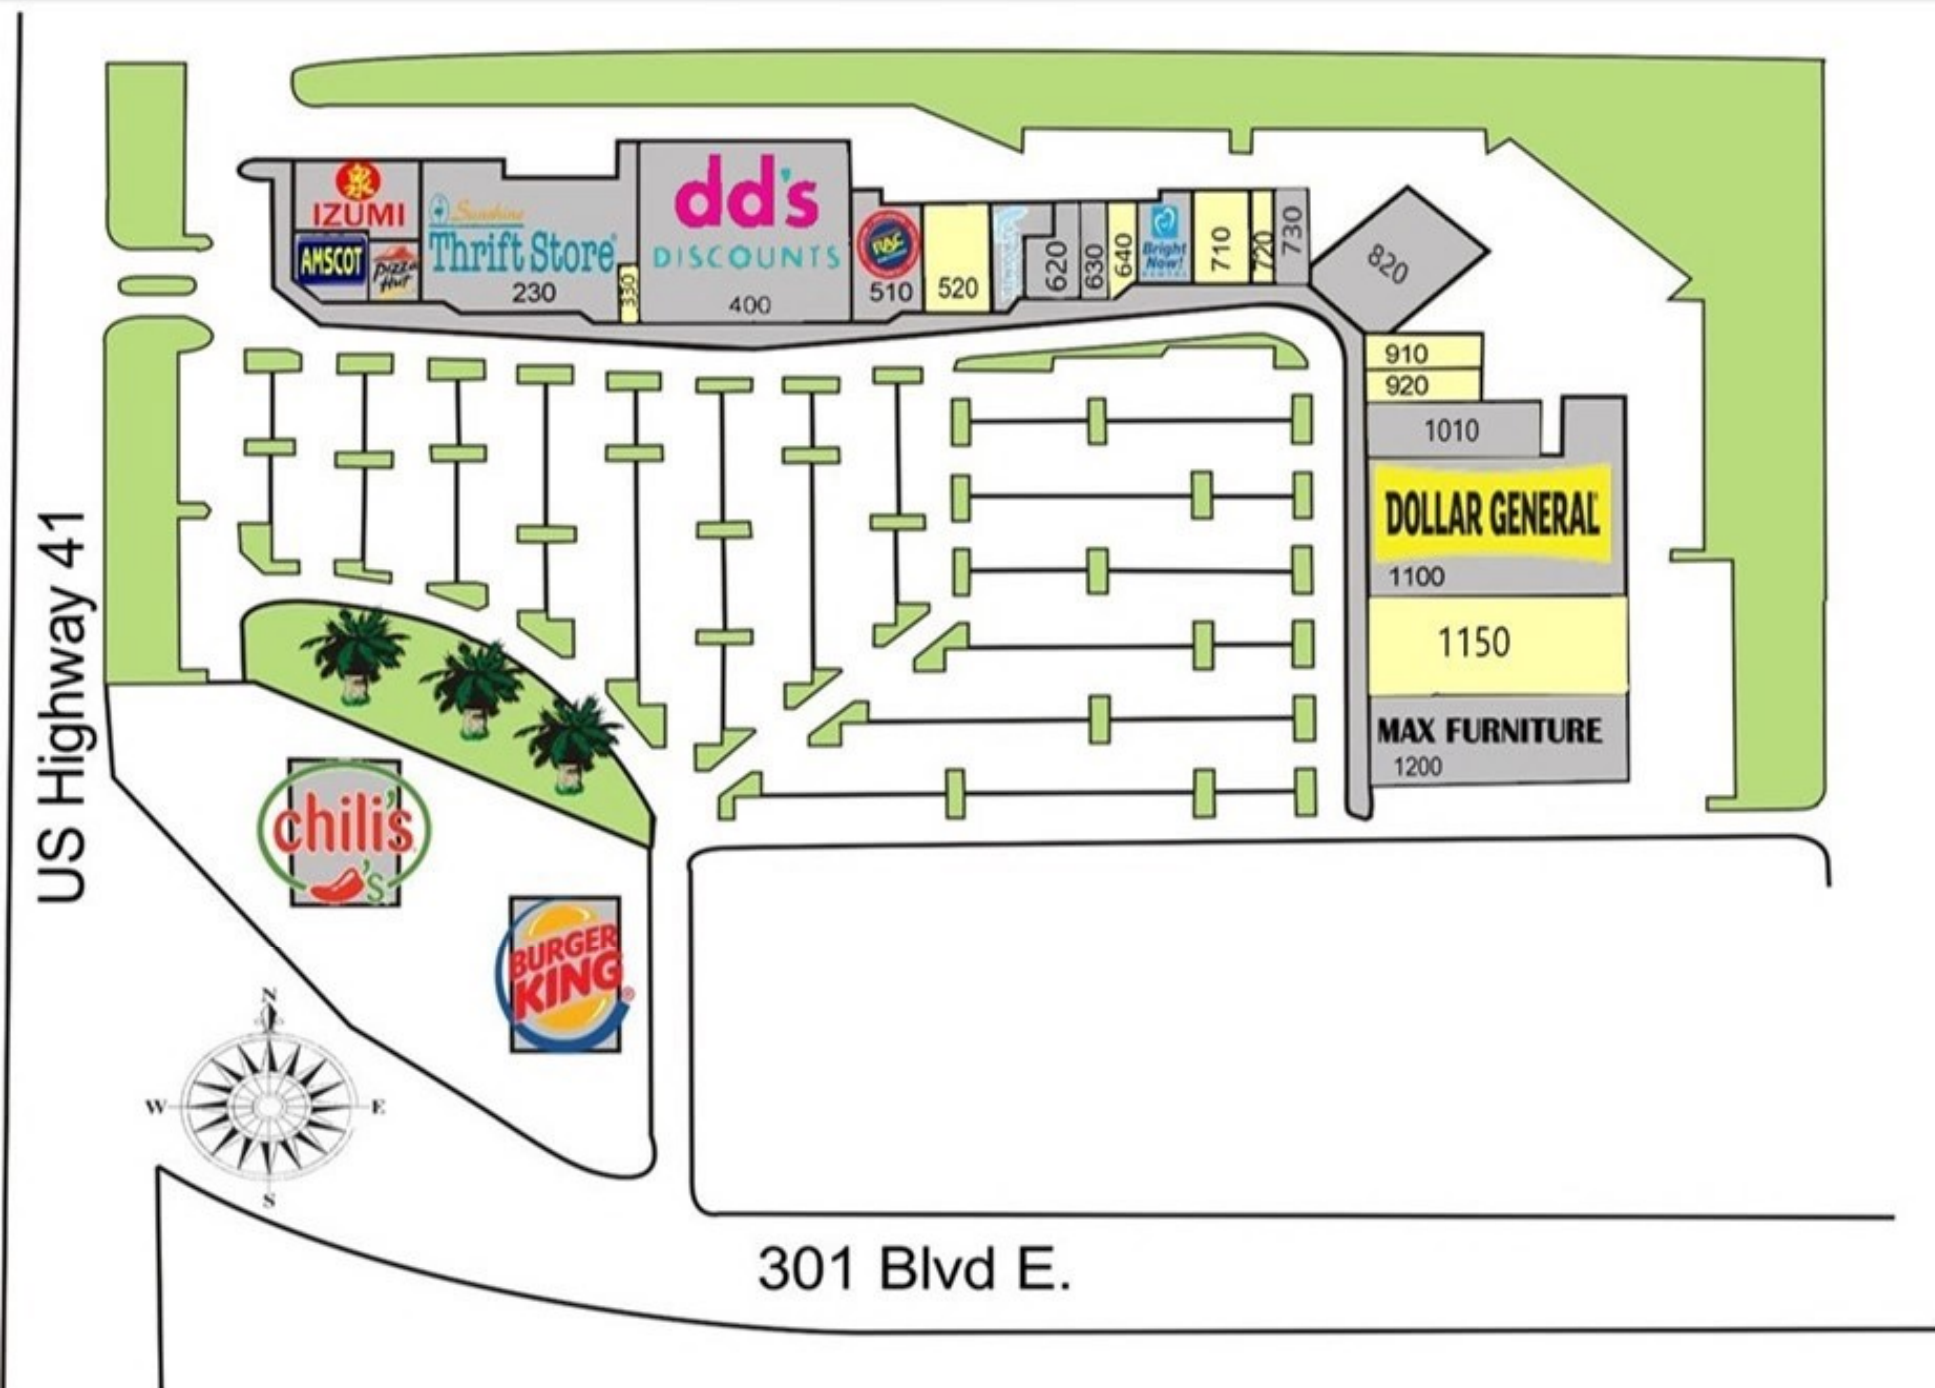 IZUMI
AMSCOT
Pizza
Hut
Sunshine
Thrift Store
230
330
dd's
DISCOUNTS
400
RAC
510
520
620
630
640
Bright
Now!
DENTAL
710
720
730
820
910
920
1010
DOLLAR GENERAL
1100
1150
MAX FURNITURE
1200
US Highway 41
chili's
's
BURGER
KING®
N
W
E
S
301 Blvd E.